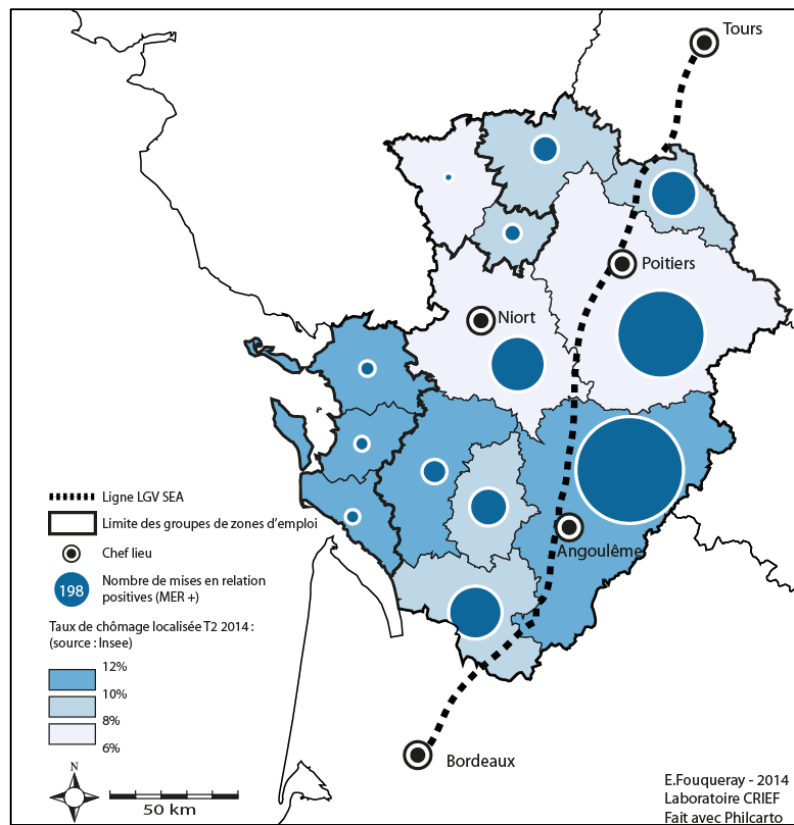 Tours
Poitiers
Niort
Angoulême
Bordeaux
Ligne LGV SEA
Limite des groupes de zones d'emploi
Chef lieu
198
Nombre de mises en relation
positives (MER +)
Taux de chômage localisée T2 2014 :
(source : Insee)
12%
10%
8%
6%
N
50 km
E.Fouqueray - 2014
Laboratoire CRIEF
Fait avec Philcarto